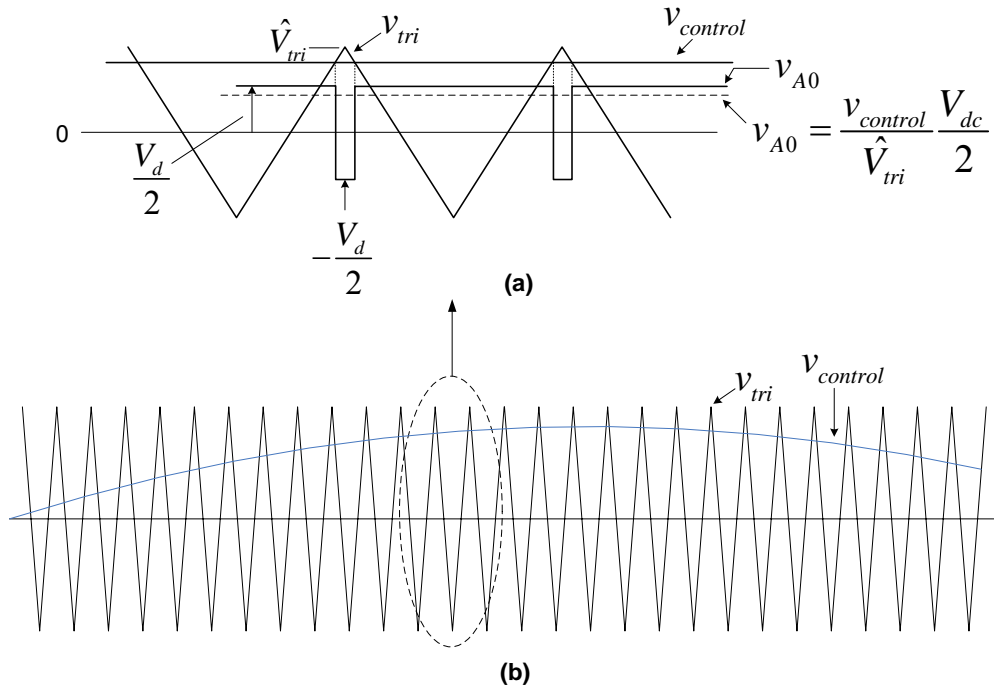 V̂_tri
v_tri
v_control
v_A0
0
V_d/2
v_A0 = (v_control/V̂_tri) (V_dc/2)
-V_d/2
(a)
v_tri
v_control
(b)